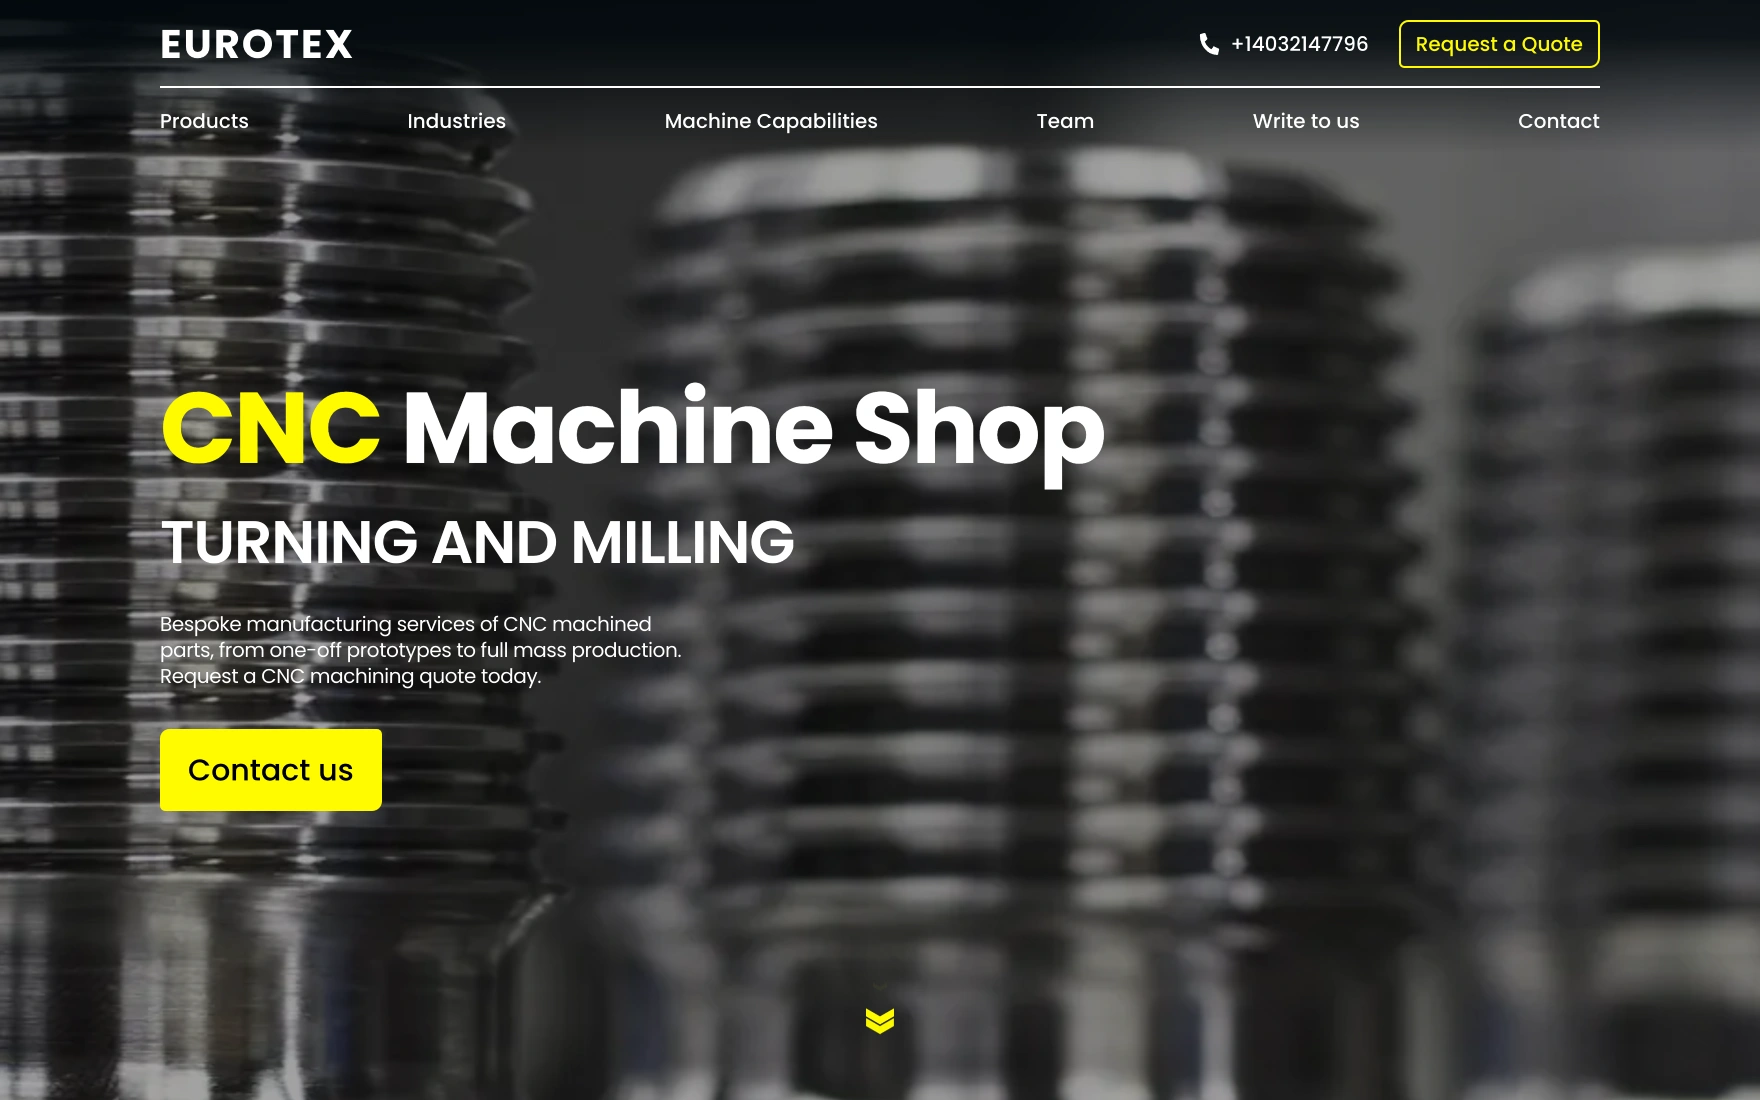 EUROTEX
+14032147796
Request a Quote
Products
Industries
Machine Capabilities
Team
Write to us
Contact
CNC Machine Shop
TURNING AND MILLING
Bespoke manufacturing services of CNC machined
parts, from one-off prototypes to full mass production.
Request a CNC machining quote today.
Contact us